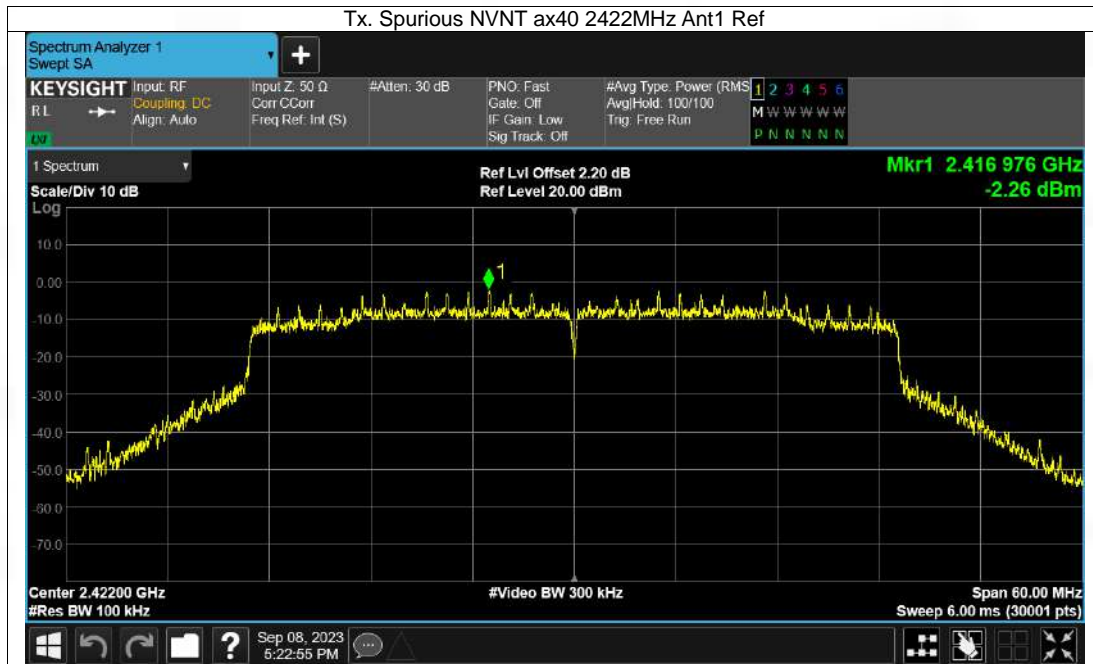 Tx. Spurious NVNT ax40 2422MHz Ant1 Ref
Spectrum Analyzer 1
Swept SA
KEYSIGHT
RL
LXI
Input: RF
Coupling: DC
Align: Auto
Input Z: 50 Ω
Corr CCorr
Freq Ref: Int (S)
#Atten: 30 dB
PNO: Fast
Gate: Off
IF Gain: Low
Sig Track: Off
#Avg Type: Power (RMS
Avg|Hold: 100/100
Trig: Free Run
1 2 3 4 5 6
M W W W W W
P N N N N N
1 Spectrum
Scale/Div 10 dB
Log
Ref Lvl Offset 2.20 dB
Ref Level 20.00 dBm
Mkr1 2.416 976 GHz
-2.26 dBm
10.0
0.00
-10.0
-20.0
-30.0
-40.0
-50.0
-60.0
-70.0
1
Center 2.42200 GHz
#Res BW 100 kHz
#Video BW 300 kHz
Span 60.00 MHz
Sweep 6.00 ms (30001 pts)
?
Sep 08, 2023
5:22:55 PM